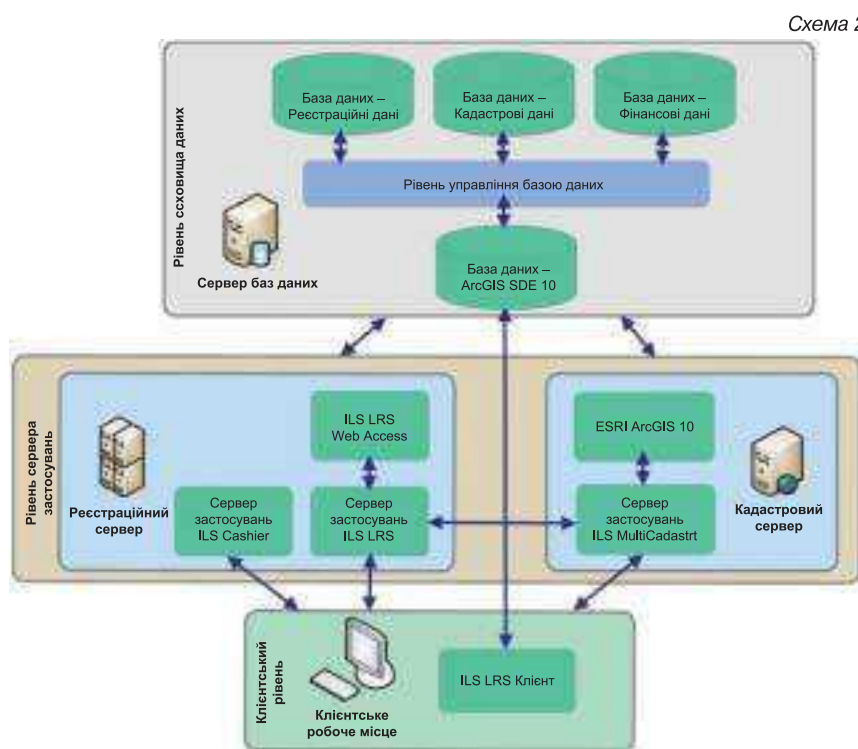 Схема 2
База даних –
Реєстраційні дані
База даних –
Кадастрові дані
База даних –
Фінансові дані
Рівень управління базою даних
Рівень ссховища даних
Сервер баз даних
База даних –
ArcGIS SDE 10
Рівень сервера
застосувань
Реєстраційний
сервер
ILS LRS
Web Access
Сервер
застосувань
ILS Cashier
Сервер
застосувань
ILS LRS
ESRI ArcGIS 10
Сервер
застосувань
ILS MultiCadastrt
Кадастровий
сервер
Клієнтський
рівень
Клієнтське
робоче місце
ILS LRS Клієнт